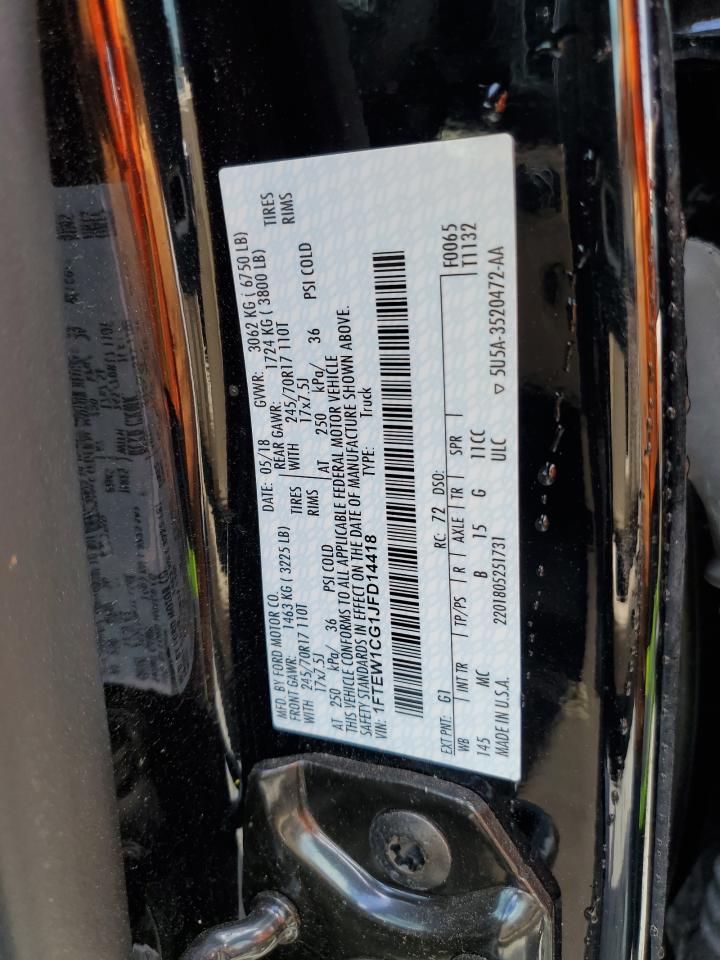 MFD. BY FORD MOTOR CO. DATE: 05/18 GVWR: 3062 KG ( 6750 LB)
FRONT GAWR: 1463 KG ( 3225 LB) REAR GAWR: 1724 KG ( 3800 LB)
WITH 245/70R17 110T TIRES WITH 245/70R17 110T TIRES
17x7.5J RIMS 17x7.5J RIMS
AT 250 kPa/ 36 PSI COLD AT 250 kPa/ 36 PSI COLD
THIS VEHICLE CONFORMS TO ALL APPLICABLE FEDERAL MOTOR VEHICLE
SAFETY STANDARDS IN EFFECT ON THE DATE OF MANUFACTURE SHOWN ABOVE.
VIN: 1FTEW1CG1JFD14418 TYPE: Truck
F0065
EXT PNT: G1 RC: 72 DSO: T1132
WB INT TR TP/PS R AXLE TR SPR
145 MC B 15 G 11CC
MADE IN U.S.A. 2201805251731 ULC ▽ 5U5A-3520472-AA